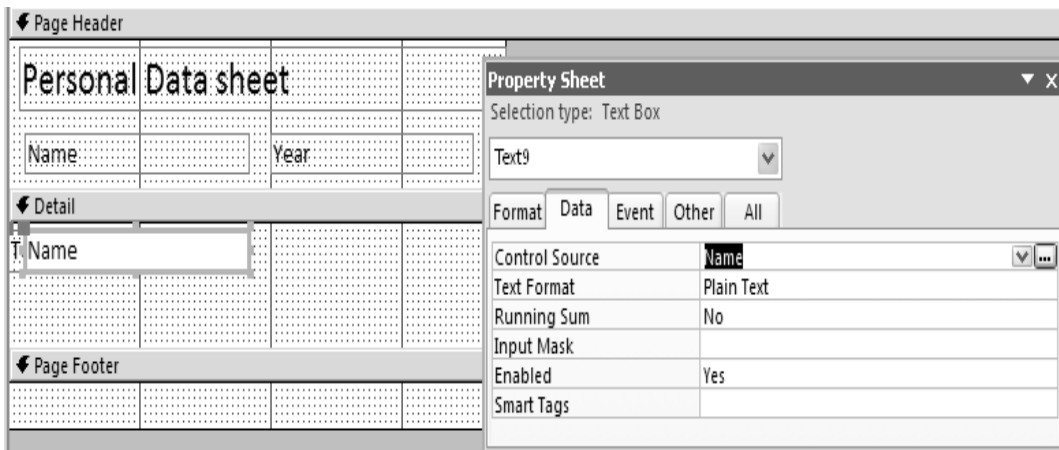 Page Header
Personal Data sheet
Name Year
Detail
T Name
Page Footer
Property Sheet
Selection type: Text Box
Text9
Format Data Event Other All
Control Source Name
Text Format Plain Text
Running Sum No
Input Mask
Enabled Yes
Smart Tags